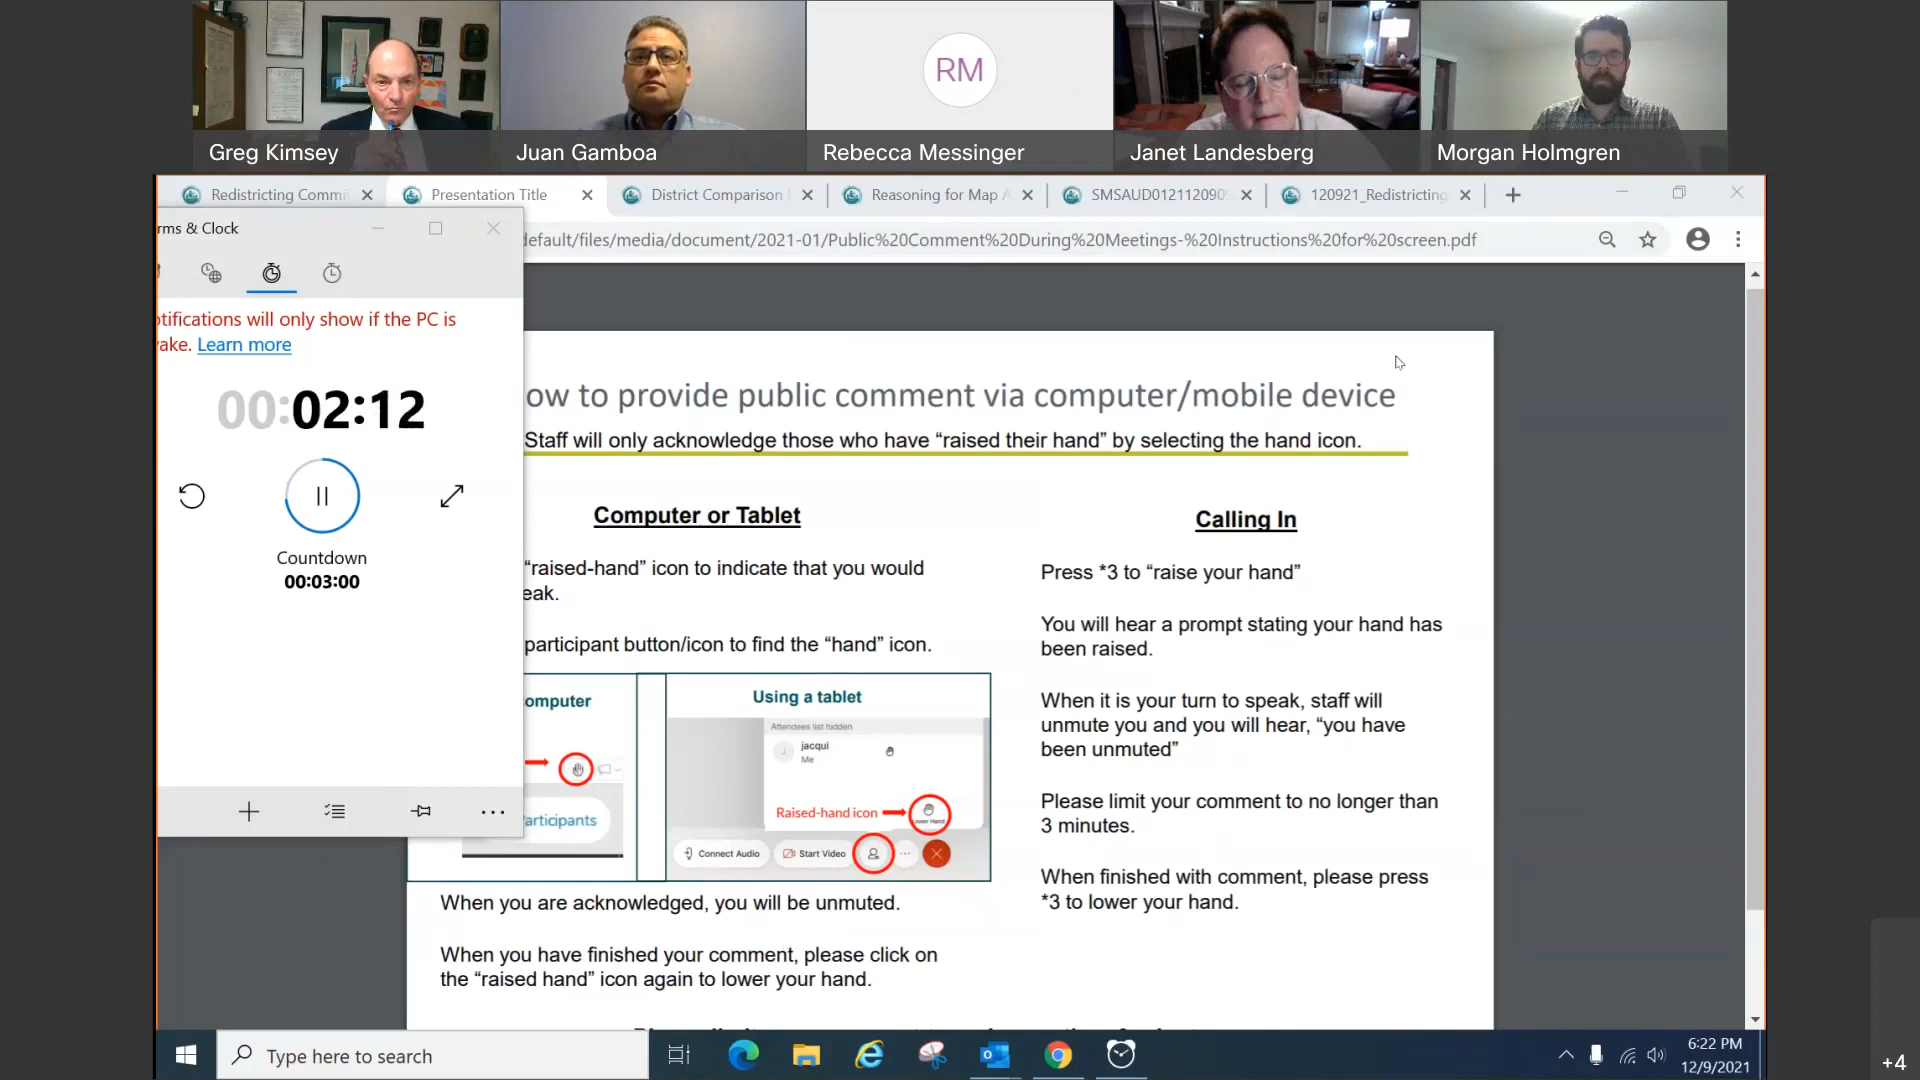 RM
Greg Kimsey
Juan Gamboa
Rebecca Messinger
Janet Landesberg
Morgan Holmgren
Redistricting Commi
Presentation Title
District Comparison
Reasoning for Map A
SMSAUD0121120909
120921_Redistricting
rms & Clock
default/files/media/document/2021-01/Public%20Comment%20During%20Meetings-%20Instructions%20for%20screen.pdf
otifications will only show if the PC is
ake. Learn more
00:02:12
Countdown
00:03:00
ow to provide public comment via computer/mobile device
Staff will only acknowledge those who have “raised their hand” by selecting the hand icon.
Computer or Tablet
“raised-hand” icon to indicate that you would
eak.
participant button/icon to find the “hand” icon.
omputer
articipants
Using a tablet
Attendees list hidden
J
jacqui
Me
Raised-hand icon
Lower Hand
Connect Audio
Start Video
When you are acknowledged, you will be unmuted.
When you have finished your comment, please click on
the “raised hand” icon again to lower your hand.
Calling In
Press *3 to “raise your hand”
You will hear a prompt stating your hand has
been raised.
When it is your turn to speak, staff will
unmute you and you will hear, “you have
been unmuted”
Please limit your comment to no longer than
3 minutes.
When finished with comment, please press
*3 to lower your hand.
Type here to search
6:22 PM
12/9/2021
+4